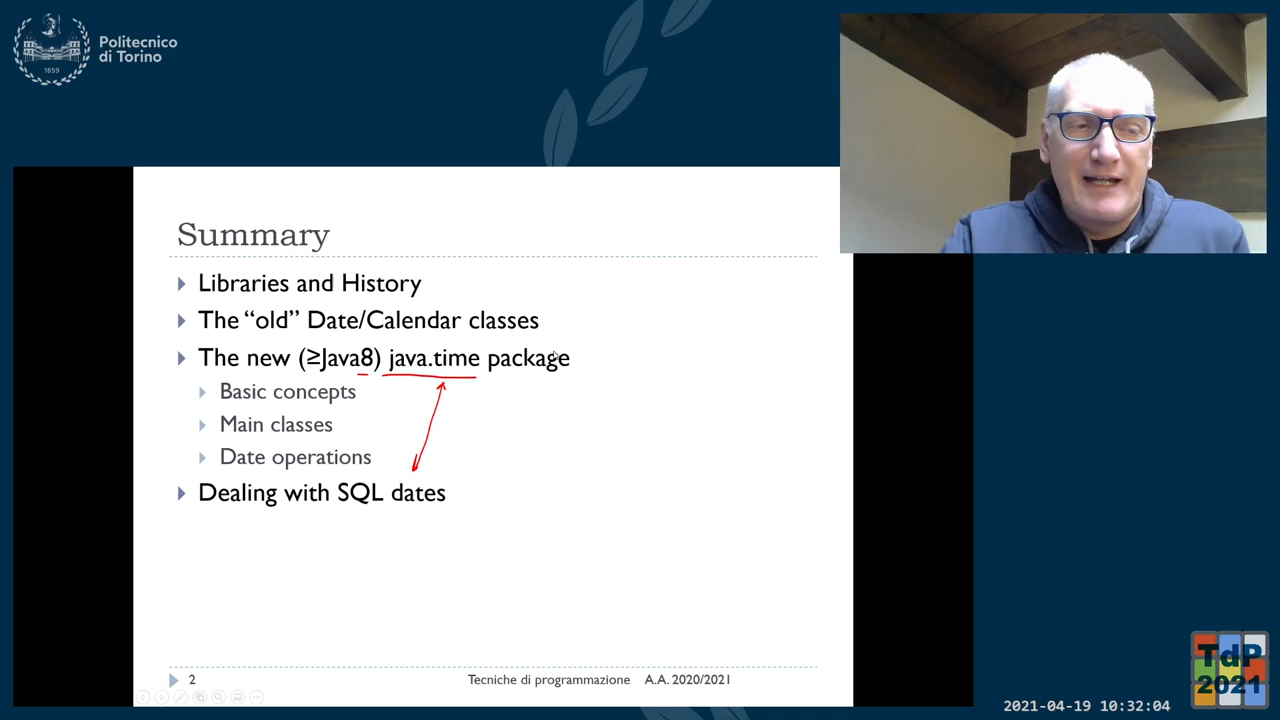 Politecnico
di Torino
1859
Summary
Libraries and History
The “old” Date/Calendar classes
The new (≥Java8) java.time package
Basic concepts
Main classes
Date operations
Dealing with SQL dates
2
Tecniche di programmazione A.A. 2020/2021
TdP
2021
2021-04-19 10:32:04